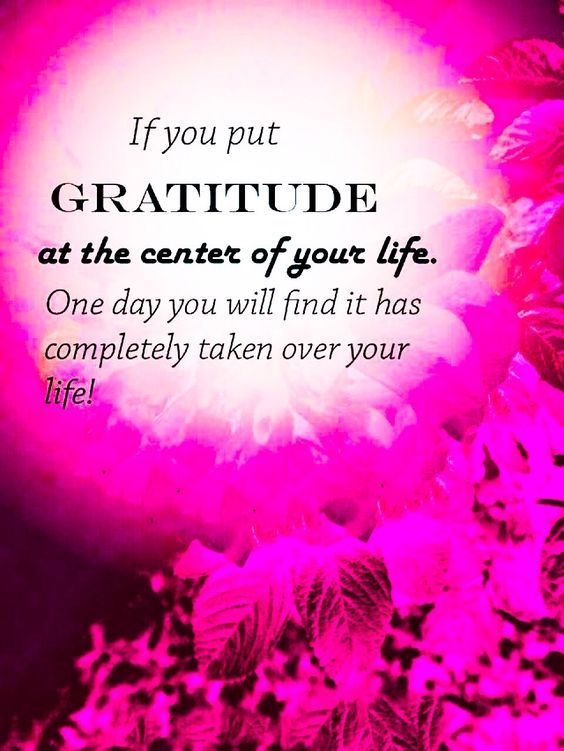 If you put
GRATITUDE
at the center of your life.
One day you will find it has
completely taken over your
life!